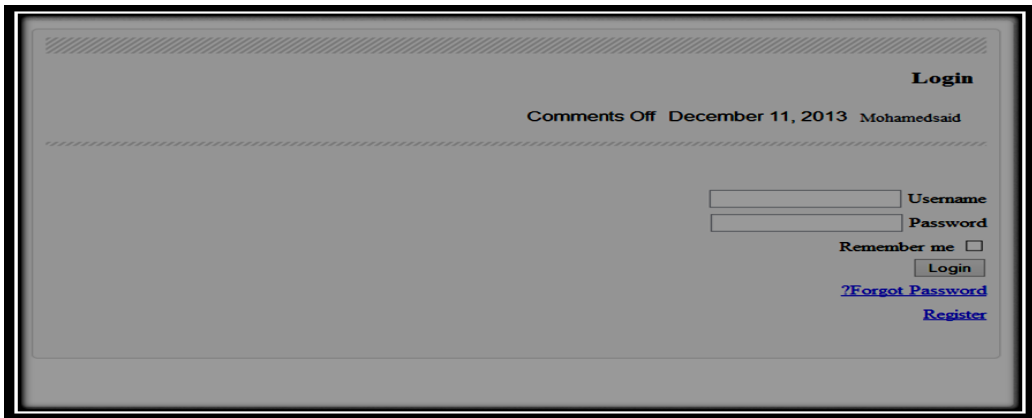 Login
Comments Off December 11, 2013 Mohamedsaid
Username
Password
Remember me
Login
?Forgot Password
Register